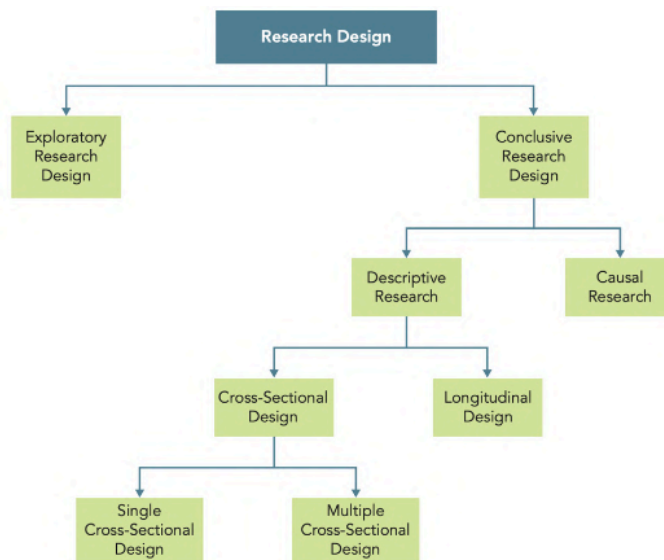 Research Design
Exploratory
Research
Design
Conclusive
Research
Design
Descriptive
Research
Causal
Research
Cross-Sectional
Design
Longitudinal
Design
Single
Cross-Sectional
Design
Multiple
Cross-Sectional
Design